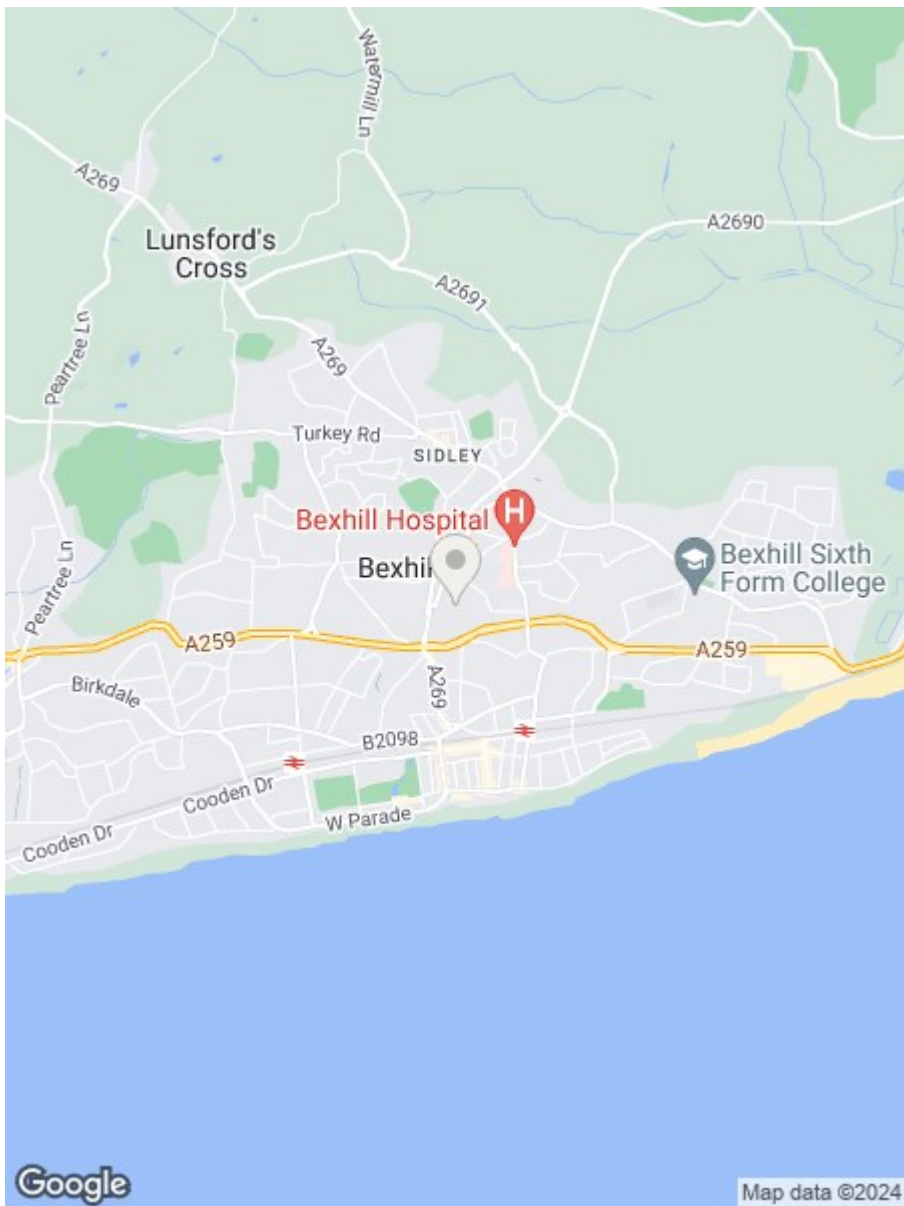 Watermill Ln
A269
A2690
Lunsford's
Cross
A2691
Peartree Ln
A269
Turkey Rd
SIDLEY
H
Bexhill Hospital
Bexhil
Bexhill Sixth
Form College
Peartree Ln
A259
A259
A269
Birkdale
B2098
Cooden Dr
W Parade
Cooden Dr
Google
Map data ©2024